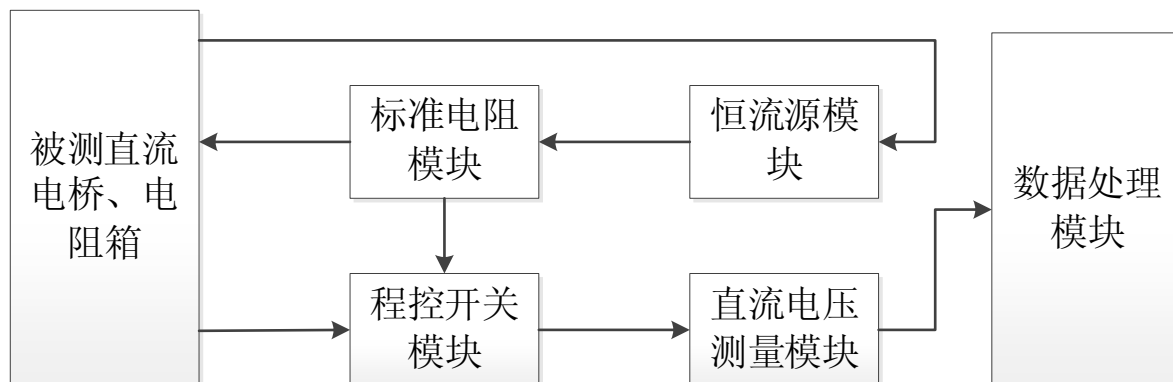 被测直流
电桥、电
阻箱
标准电阻
模块
恒流源模
块
数据处理
模块
程控开关
模块
直流电压
测量模块